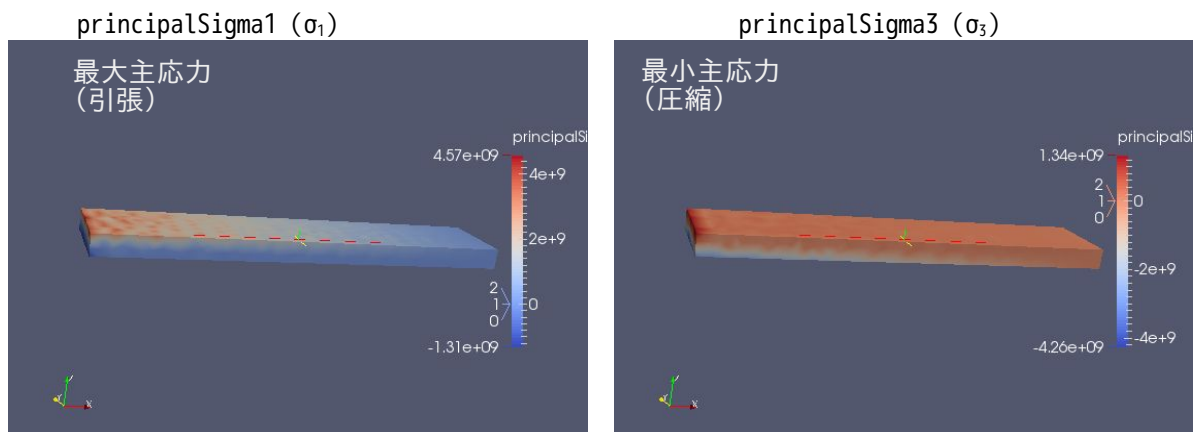 principalSigma1 (σ₁)
最大主応力
(引張)
principalSi
4.57e+09
4e+9
2e+9
2
1
0
0
-1.31e+09
Y
Z
X
principalSigma3 (σ₃)
最小主応力
(圧縮)
principalSi
1.34e+09
2
1
0
0
-2e+9
-4e+9
-4.26e+09
Y
Z
X